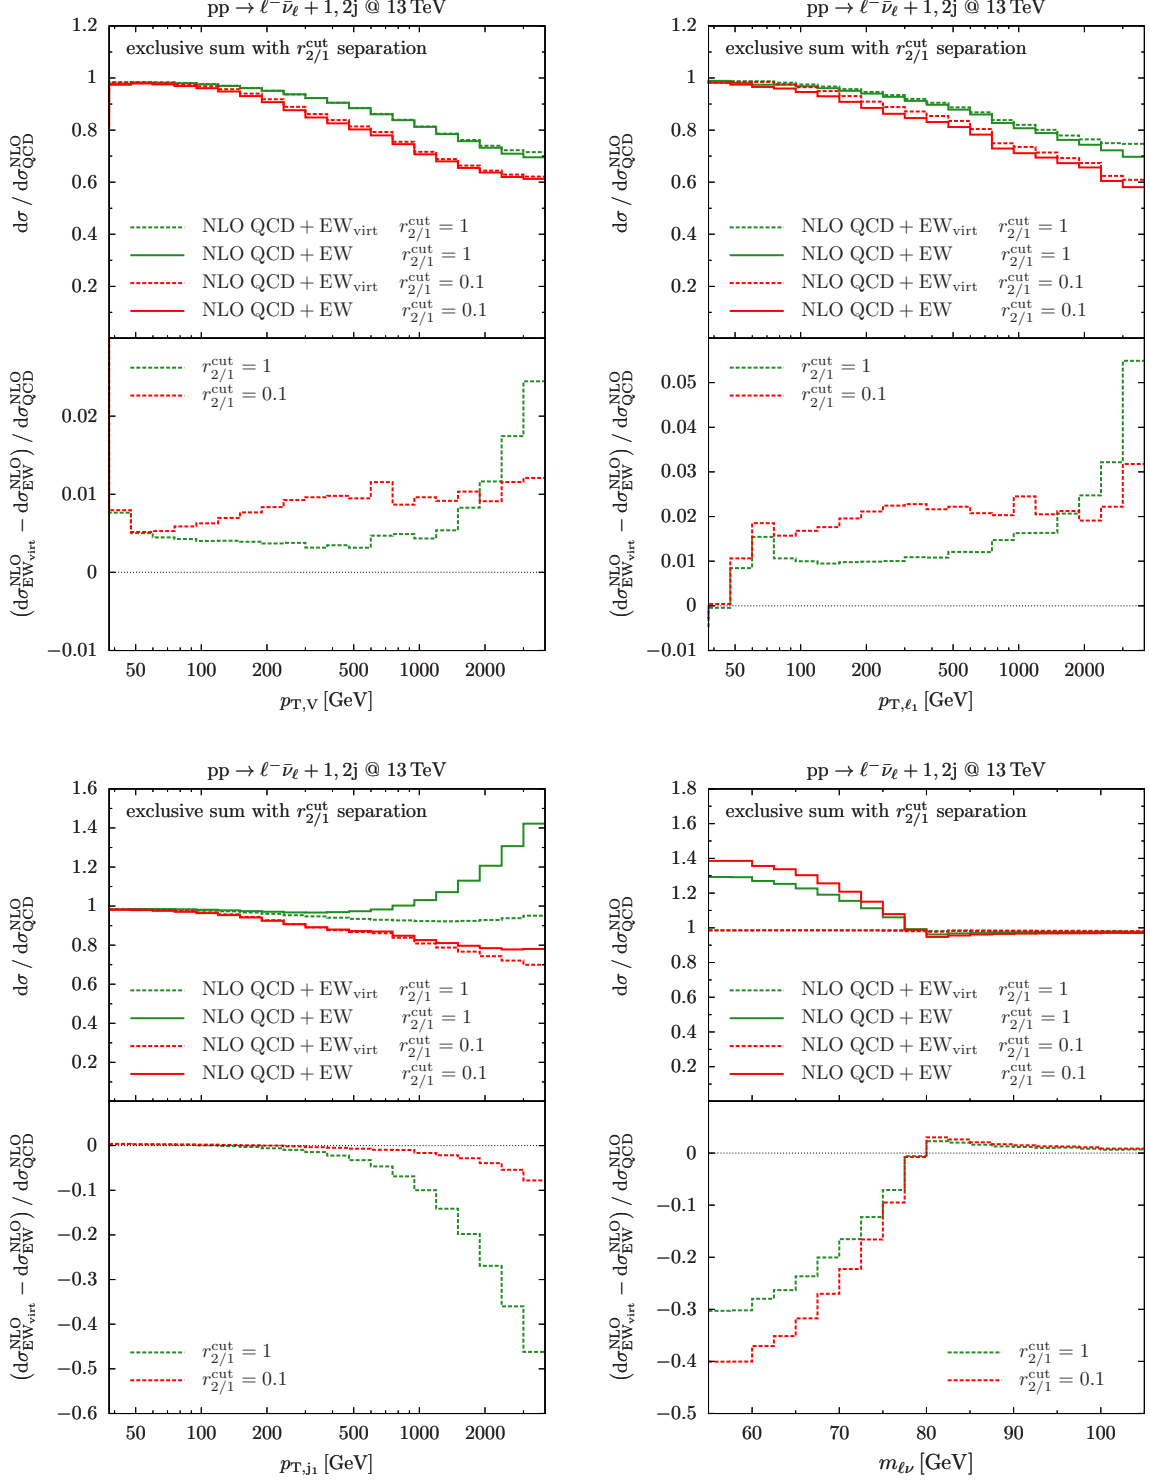 pp → ℓ⁻ν̄_ℓ + 1, 2j @ 13 TeV
exclusive sum with r^cut_2/1 separation
dσ / dσ^NLO_QCD
1.2
1
0.8
0.6
0.4
0.2
NLO QCD + EW_virt r^cut_2/1 = 1
NLO QCD + EW r^cut_2/1 = 1
NLO QCD + EW_virt r^cut_2/1 = 0.1
NLO QCD + EW r^cut_2/1 = 0.1
(dσ^NLO_EW_virt − dσ^NLO_EW) / dσ^NLO_QCD
r^cut_2/1 = 1
r^cut_2/1 = 0.1
0.02
0.01
0
−0.01
50 100 200 500 1000 2000
p_T,V [GeV]
pp → ℓ⁻ν̄_ℓ + 1, 2j @ 13 TeV
exclusive sum with r^cut_2/1 separation
dσ / dσ^NLO_QCD
1.2
1
0.8
0.6
0.4
0.2
NLO QCD + EW_virt r^cut_2/1 = 1
NLO QCD + EW r^cut_2/1 = 1
NLO QCD + EW_virt r^cut_2/1 = 0.1
NLO QCD + EW r^cut_2/1 = 0.1
(dσ^NLO_EW_virt − dσ^NLO_EW) / dσ^NLO_QCD
r^cut_2/1 = 1
r^cut_2/1 = 0.1
0.05
0.04
0.03
0.02
0.01
0
−0.01
50 100 200 500 1000 2000
p_T,ℓ₁ [GeV]
pp → ℓ⁻ν̄_ℓ + 1, 2j @ 13 TeV
exclusive sum with r^cut_2/1 separation
dσ / dσ^NLO_QCD
1.6
1.4
1.2
1
0.8
0.6
0.4
0.2
NLO QCD + EW_virt r^cut_2/1 = 1
NLO QCD + EW r^cut_2/1 = 1
NLO QCD + EW_virt r^cut_2/1 = 0.1
NLO QCD + EW r^cut_2/1 = 0.1
(dσ^NLO_EW_virt − dσ^NLO_EW) / dσ^NLO_QCD
0
−0.1
−0.2
−0.3
−0.4
−0.5
−0.6
r^cut_2/1 = 1
r^cut_2/1 = 0.1
50 100 200 500 1000 2000
p_T,j₁ [GeV]
pp → ℓ⁻ν̄_ℓ + 1, 2j @ 13 TeV
exclusive sum with r^cut_2/1 separation
dσ / dσ^NLO_QCD
1.8
1.6
1.4
1.2
1
0.8
0.6
0.4
0.2
NLO QCD + EW_virt r^cut_2/1 = 1
NLO QCD + EW r^cut_2/1 = 1
NLO QCD + EW_virt r^cut_2/1 = 0.1
NLO QCD + EW r^cut_2/1 = 0.1
(dσ^NLO_EW_virt − dσ^NLO_EW) / dσ^NLO_QCD
0
−0.1
−0.2
−0.3
−0.4
−0.5
r^cut_2/1 = 1
r^cut_2/1 = 0.1
60 70 80 90 100
m_ℓν [GeV]